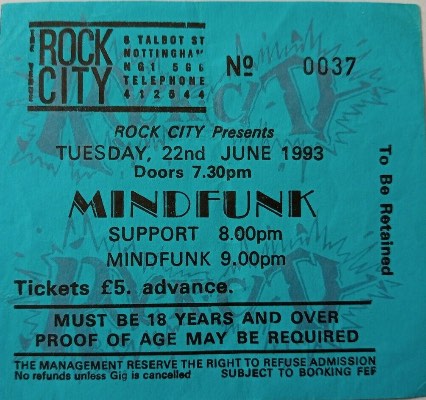 ROCK CITY
8 TALBOT ST
NOTTINGHAM
NG1 5GG
TELEPHONE
412544
No 0037
ROCK CITY Presents
TUESDAY, 22nd JUNE 1993
Doors 7.30pm
MINDFUNK
SUPPORT 8.00pm
MINDFUNK 9.00pm
Tickets £5. advance.
To Be Retained
MUST BE 18 YEARS AND OVER
PROOF OF AGE MAY BE REQUIRED
THE MANAGEMENT RESERVE THE RIGHT TO REFUSE ADMISSION
No refunds unless Gig is cancelled SUBJECT TO BOOKING FEE